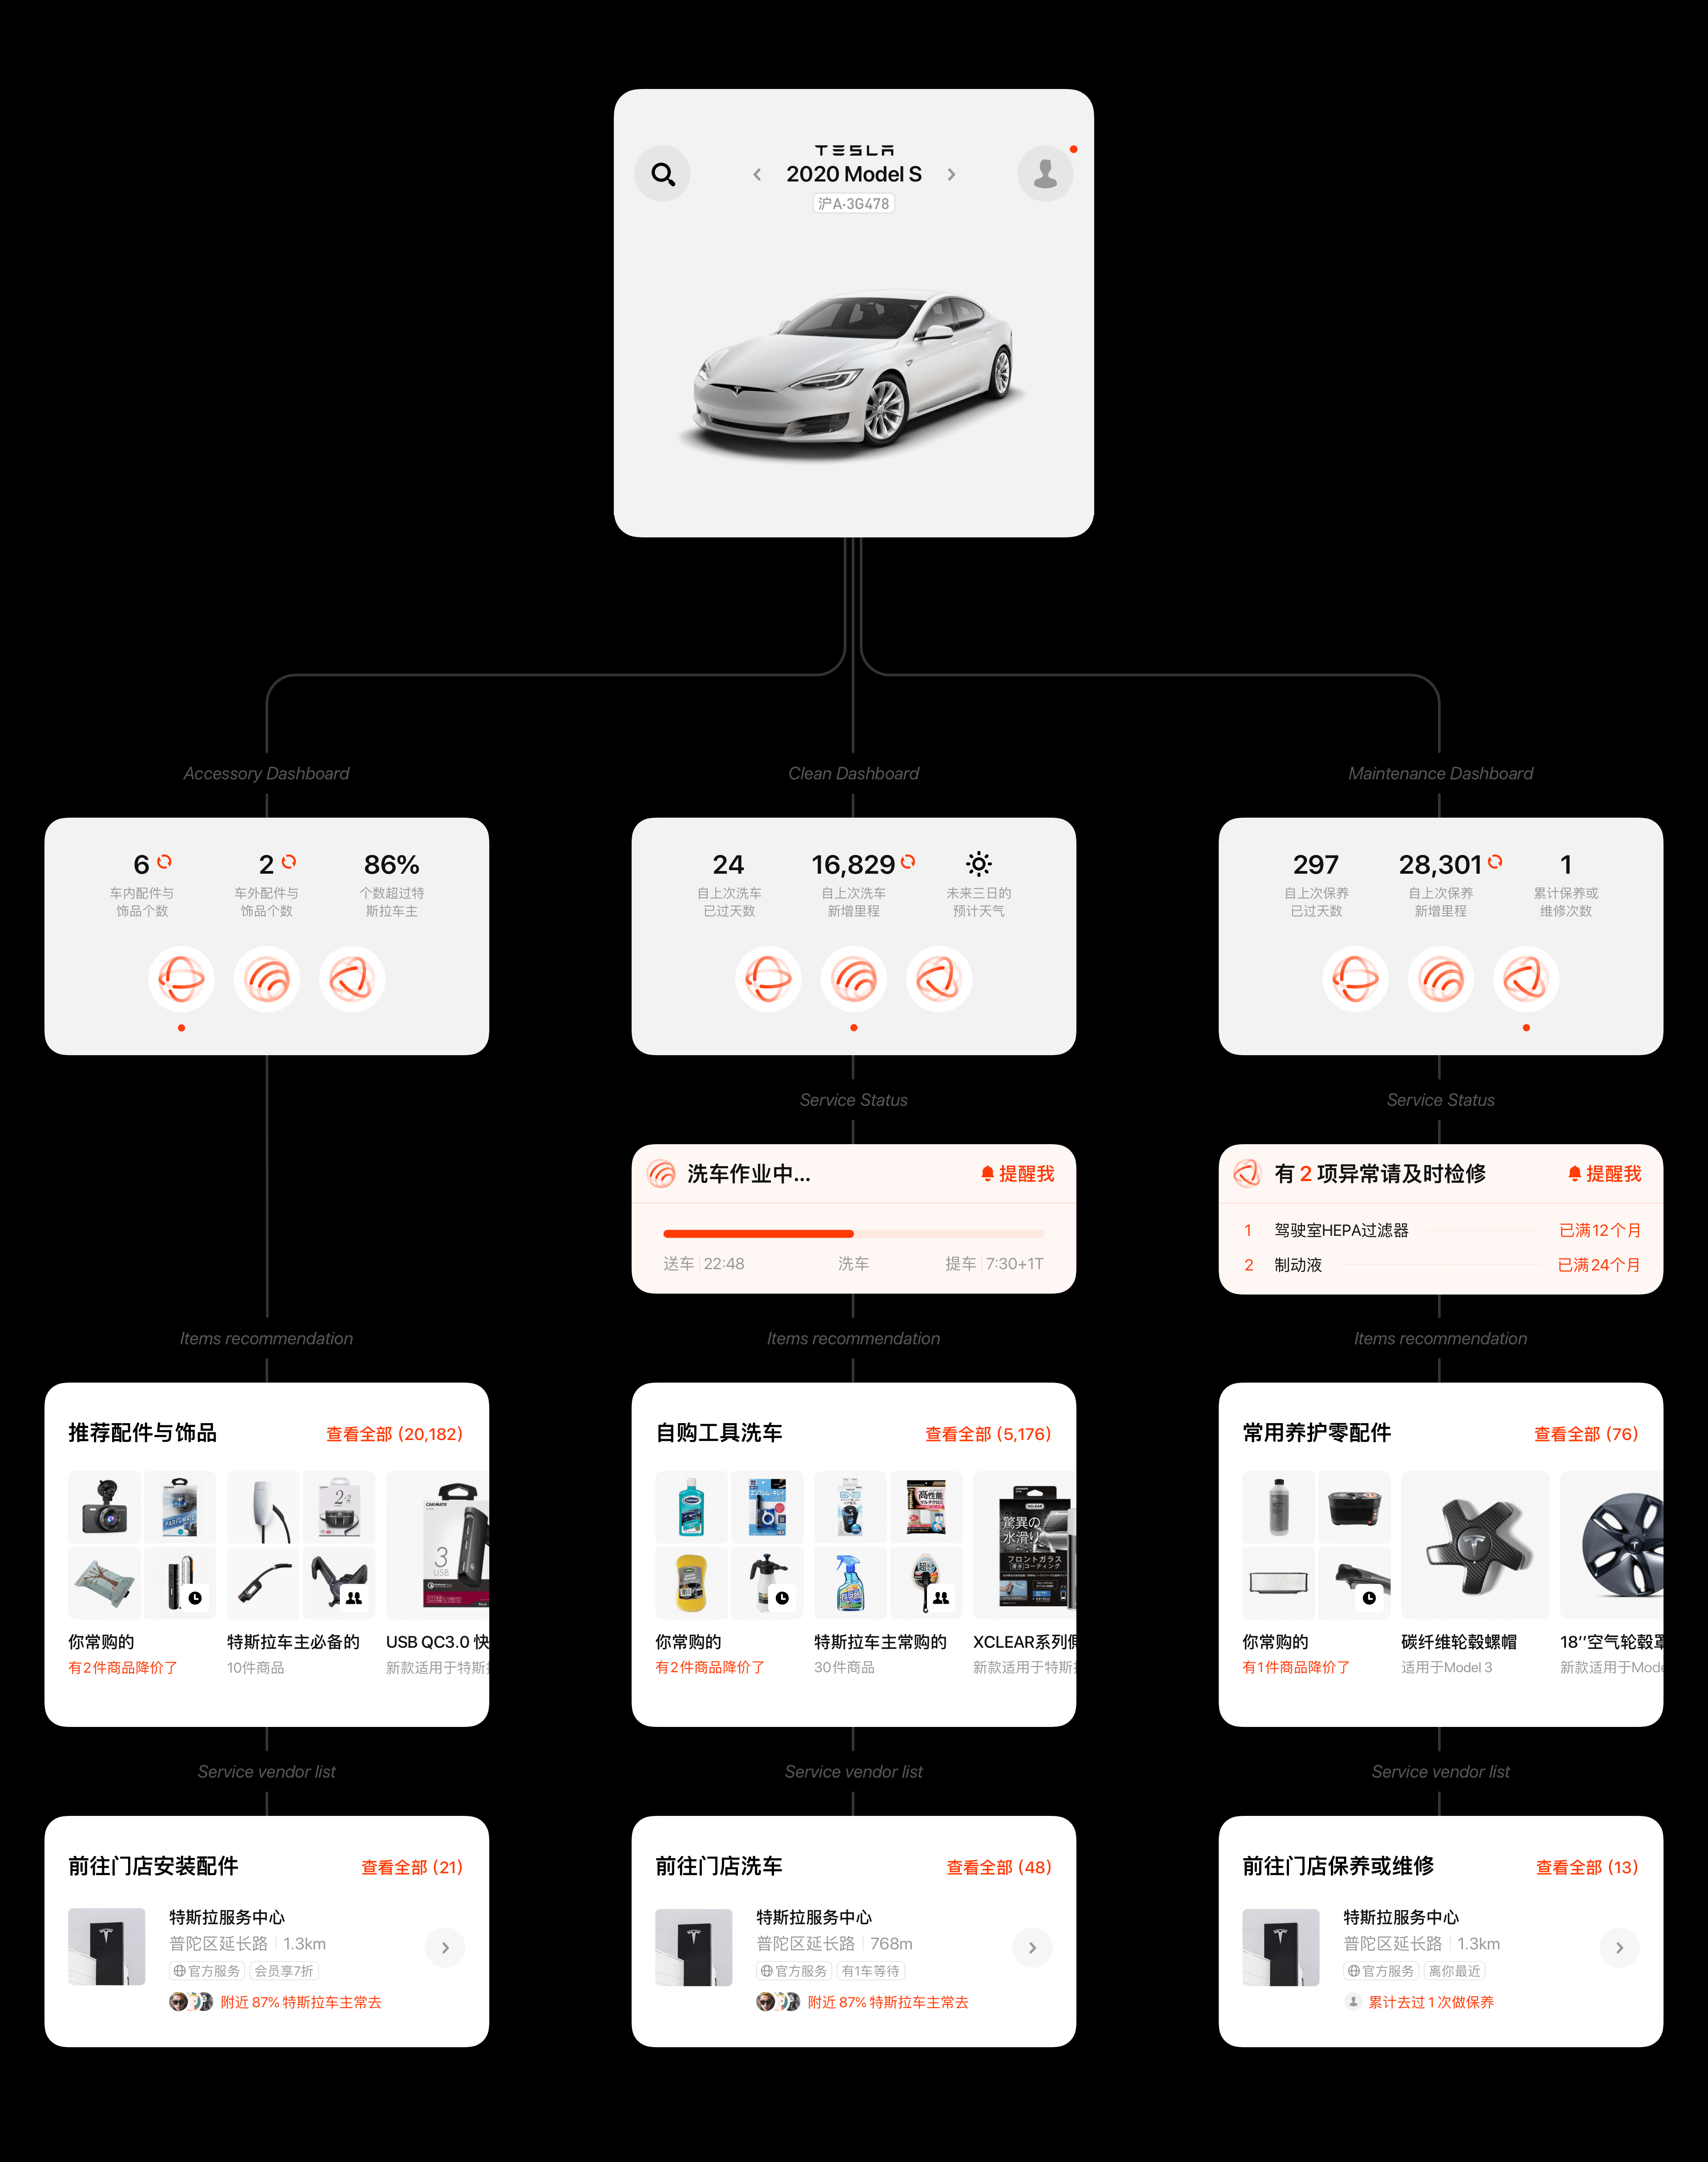 TESLA
2020 Model S
沪A·3G478
Accessory Dashboard
Clean Dashboard
Maintenance Dashboard
6
2
86%
车内配件与
饰品个数
车外配件与
饰品个数
个数超过特
斯拉车主
24
16,829
自上次洗车
已过天数
自上次洗车
新增里程
未来三日的
预计天气
297
28,301
1
自上次保养
已过天数
自上次保养
新增里程
累计保养或
维修次数
Service Status
洗车作业中...
提醒我
送车 | 22:48
洗车
提车 | 7:30+1T
Service Status
有 2 项异常请及时检修
提醒我
1 驾驶室HEPA过滤器 已满12个月
2 制动液 已满24个月
Items recommendation
推荐配件与饰品
查看全部 (20,182)
PARFUMATE
2·2
CARMATE
3
USB
你常购的
有2件商品降价了
特斯拉车主必备的
10件商品
USB QC3.0 快
新款适用于特斯
Items recommendation
自购工具洗车
查看全部 (5,176)
高性能
XCLEAR
驚異の
水滑り
フロントガラス
你常购的
有2件商品降价了
特斯拉车主常购的
30件商品
XCLEAR系列
新款适用于特斯
Items recommendation
常用养护零配件
查看全部 (76)
你常购的
有1件商品降价了
碳纤维轮毂螺帽
适用于Model 3
18’’空气轮毂罩
新款适用于Mode
Service vendor list
前往门店安装配件
查看全部 (21)
特斯拉服务中心
普陀区延长路 | 1.3km
官方服务
会员享7折
附近 87% 特斯拉车主常去
Service vendor list
前往门店洗车
查看全部 (48)
特斯拉服务中心
普陀区延长路 | 768m
官方服务
有1车等待
附近 87% 特斯拉车主常去
Service vendor list
前往门店保养或维修
查看全部 (13)
特斯拉服务中心
普陀区延长路 | 1.3km
官方服务
离你最近
累计去过 1 次做保养